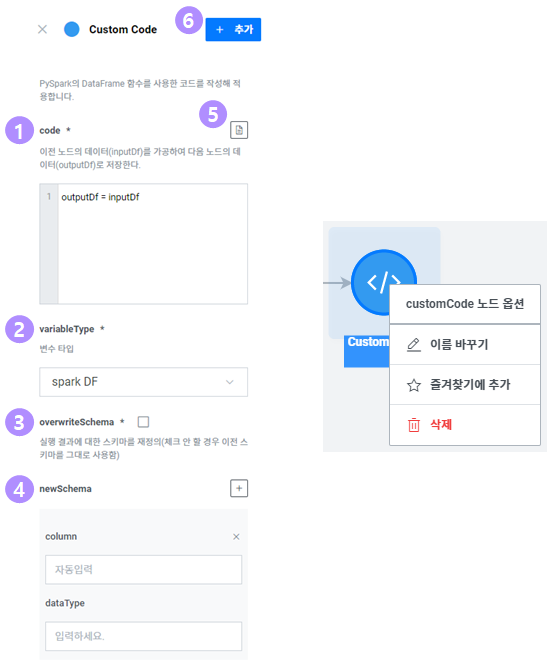 Custom Code
6
+ 추가
PySpark의 DataFrame 함수를 사용한 코드를 작성해 적
용합니다.
5
1
code *
이전 노드의 데이터(inputDf)를 가공하여 다음 노드의 데
이터(outputDf)로 저장한다.
1 outputDf = inputDf
2
variableType *
변수 타입
spark DF
3
overwriteSchema *
실행 결과에 대한 스키마를 재정의(체크 안 할 경우 이전 스
키마를 그대로 사용함)
4
newSchema
+
column
자동입력
dataType
입력하세요.
</>
Custom
customCode 노드 옵션
이름 바꾸기
즐겨찾기에 추가
삭제